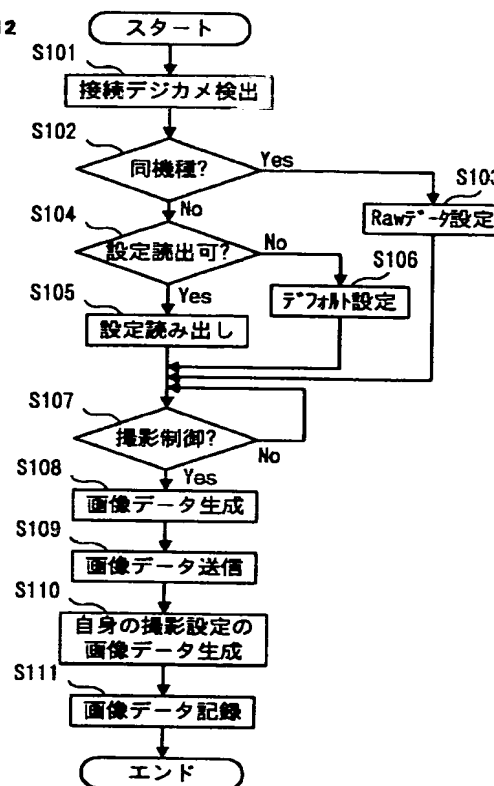 12
スタート
S101
接続デジカメ検出
S102
同機種?
Yes
S103
No
Rawデータ設定
S104
設定読出可?
No
S106
Yes
デフォルト設定
S105
設定読み出し
S107
撮影制御?
No
Yes
S108
画像データ生成
S109
画像データ送信
S110
自身の撮影設定の
画像データ生成
S111
画像データ記録
エンド